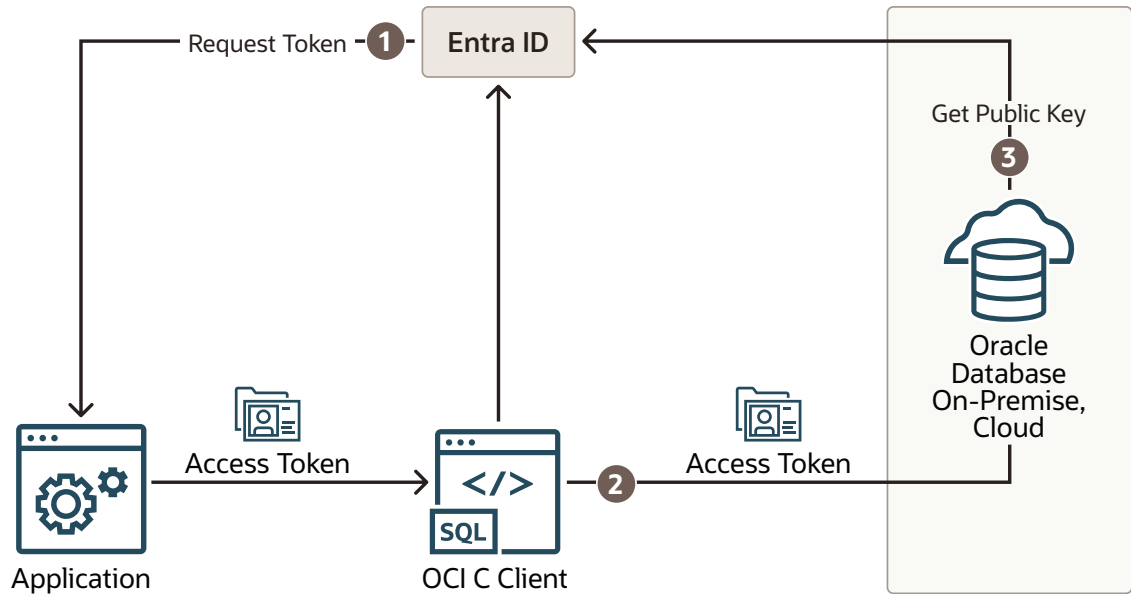 Request Token
1
Entra ID
Get Public Key
3
Oracle
Database
On-Premise,
Cloud
Access Token
Access Token
</>
SQL
2
Application
OCI C Client